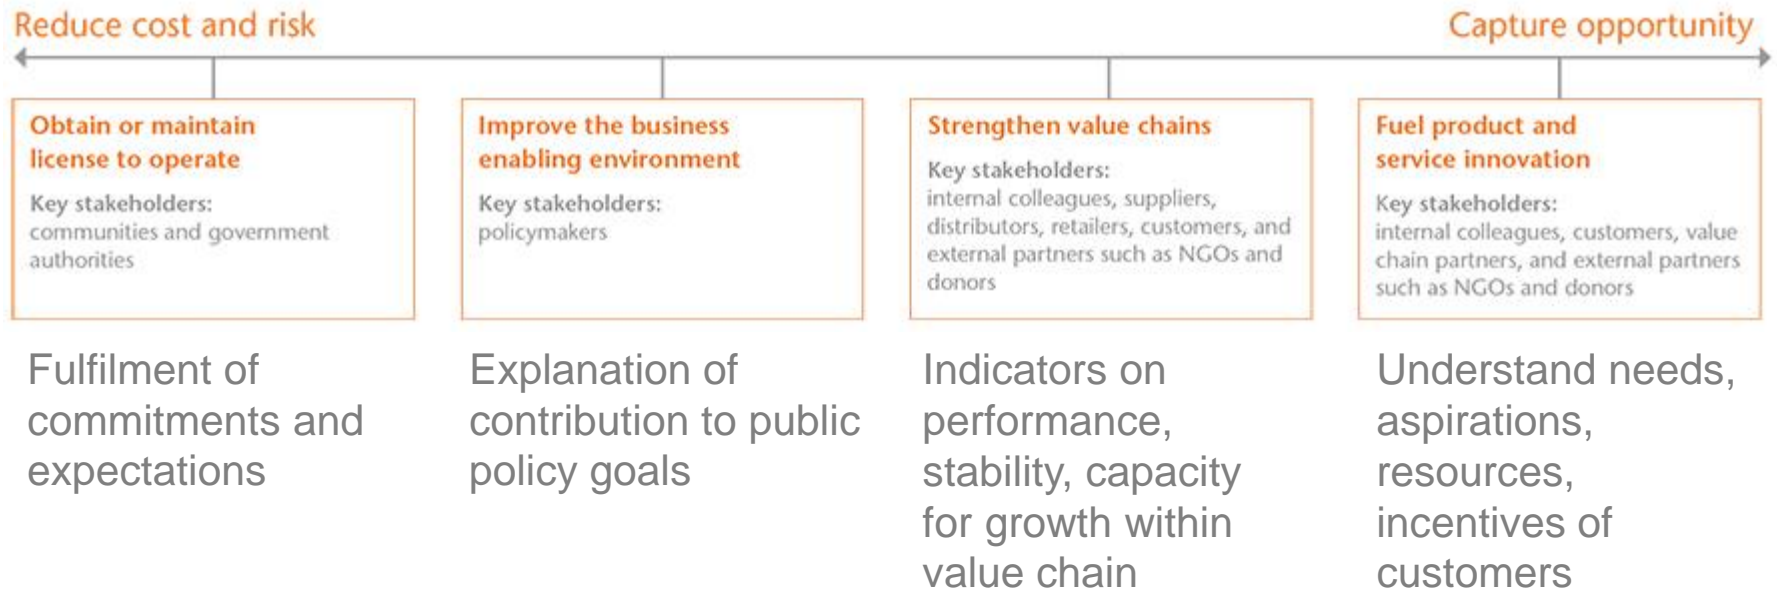 Reduce cost and risk
Capture opportunity
Obtain or maintain
license to operate
Key stakeholders:
communities and government
authorities
Improve the business
enabling environment
Key stakeholders:
policymakers
Strengthen value chains
Key stakeholders:
internal colleagues, suppliers,
distributors, retailers, customers, and
external partners such as NGOs and
donors
Fuel product and
service innovation
Key stakeholders:
internal colleagues, customers, value
chain partners, and external partners
such as NGOs and donors
Fulfilment of
commitments and
expectations
Explanation of
contribution to public
policy goals
Indicators on
performance,
stability, capacity
for growth within
value chain
Understand needs,
aspirations,
resources,
incentives of
customers